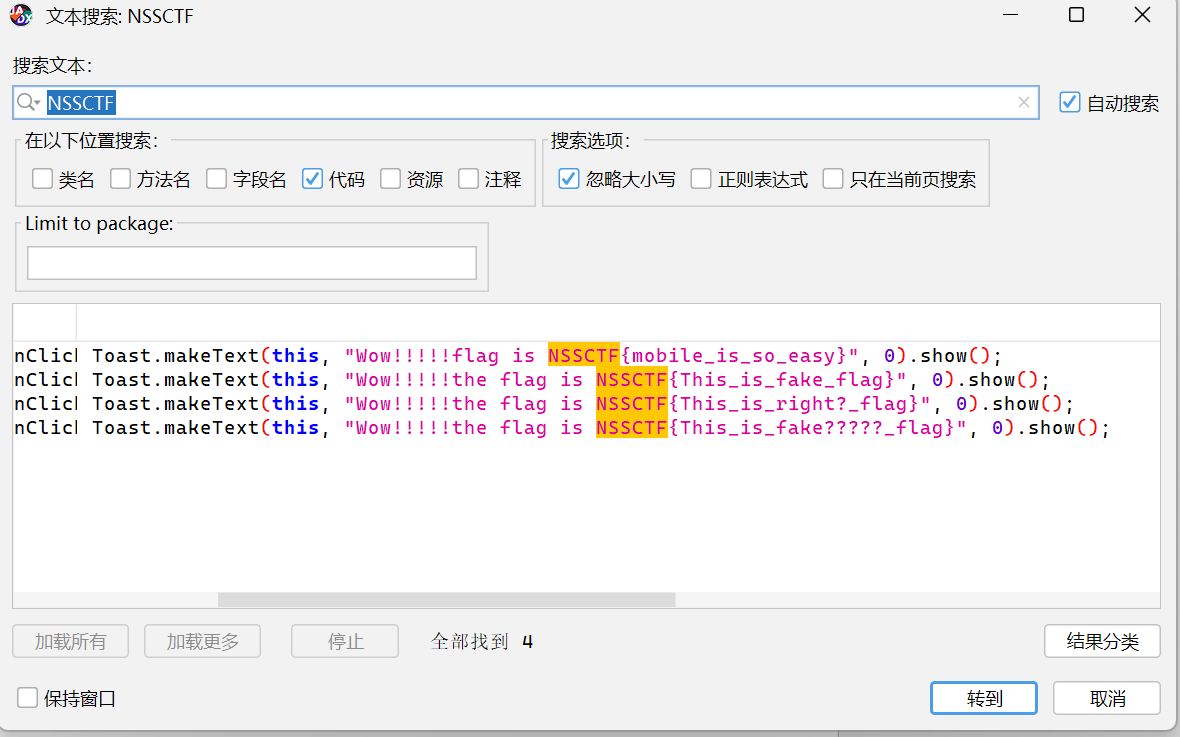 文本搜索: NSSCTF
搜索文本:
NSSCTF
自动搜索
在以下位置搜索:
类名 方法名 字段名 代码 资源 注释
搜索选项:
忽略大小写 正则表达式 只在当前页搜索
Limit to package:
nClicl Toast.makeText(this, "Wow!!!!!flag is NSSCTF{mobile_is_so_easy}", 0).show();
nClicl Toast.makeText(this, "Wow!!!!!the flag is NSSCTF{This_is_fake_flag}", 0).show();
nClicl Toast.makeText(this, "Wow!!!!!the flag is NSSCTF{This_is_right?_flag}", 0).show();
nClicl Toast.makeText(this, "Wow!!!!!the flag is NSSCTF{This_is_fake?????_flag}", 0).show();
加载所有 加载更多 停止 全部找到 4 结果分类
保持窗口 转到 取消